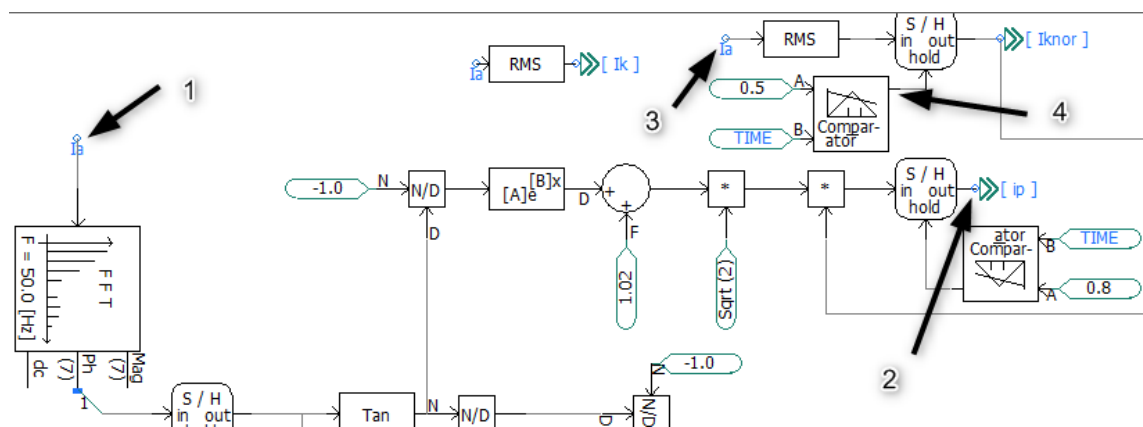 1
Ia
Ia
RMS
[ Ik ]
3
Ia
RMS
S / H
in out
hold
[ Iknor ]
0.5
A
TIME
B
Compar-
ator
4
-1.0
N
N/D
D
[A]e[B]x
D
+
+
F
1.02
*
Sqrt (2)
*
S / H
in out
hold
[ ip ]
2
ator
Compar-
B
TIME
A
0.8
F = 50.0 [Hz]
F F T
dc
Ph
(7)
Mag
(7)
1
S / H
in out
Tan
N
N/D
D
N
-1.0
N/D